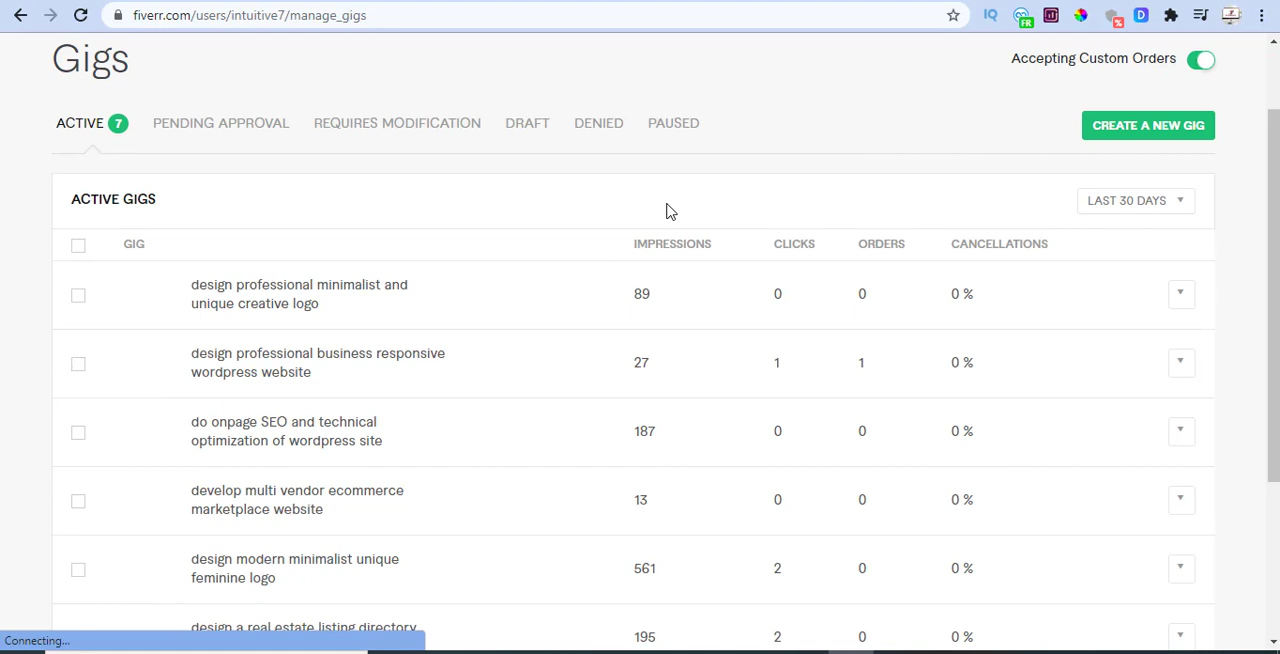 fiverr.com/users/intuitive7/manage_gigs
IQ
FR
D
Gigs
Accepting Custom Orders
ACTIVE 7 PENDING APPROVAL REQUIRES MODIFICATION DRAFT DENIED PAUSED
CREATE A NEW GIG
ACTIVE GIGS
LAST 30 DAYS
GIG IMPRESSIONS CLICKS ORDERS CANCELLATIONS
design professional minimalist and
unique creative logo
89 0 0 0 %
design professional business responsive
wordpress website
27 1 1 0 %
do onpage SEO and technical
optimization of wordpress site
187 0 0 0 %
develop multi vendor ecommerce
marketplace website
13 0 0 0 %
design modern minimalist unique
feminine logo
561 2 0 0 %
design a real estate listing directory
195 2 0 0 %
Connecting...